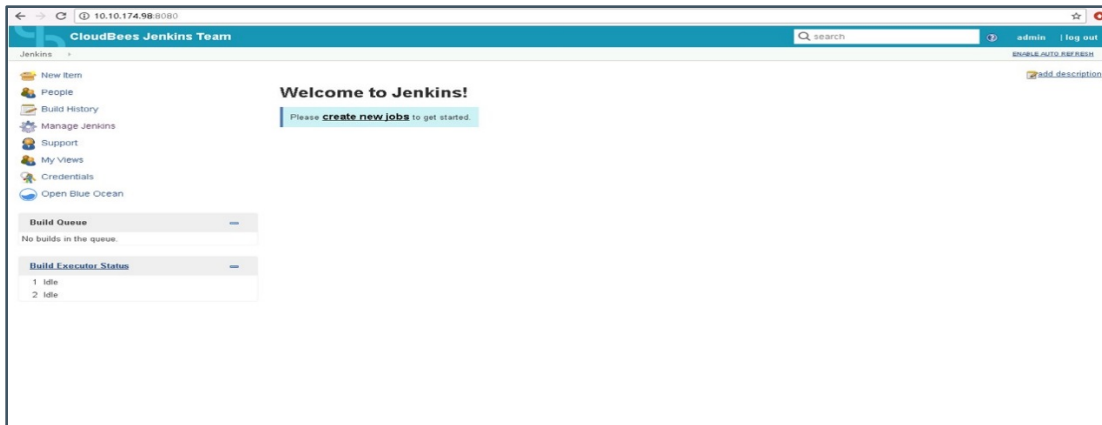 10.10.174.98:8080
CloudBees Jenkins Team
search
admin | log out
Jenkins
ENABLE AUTO REFRESH
New Item
add description
People
Welcome to Jenkins!
Build History
Please create new jobs to get started.
Manage Jenkins
Support
My Views
Credentials
Open Blue Ocean
Build Queue
No builds in the queue.
Build Executor Status
1 Idle
2 Idle